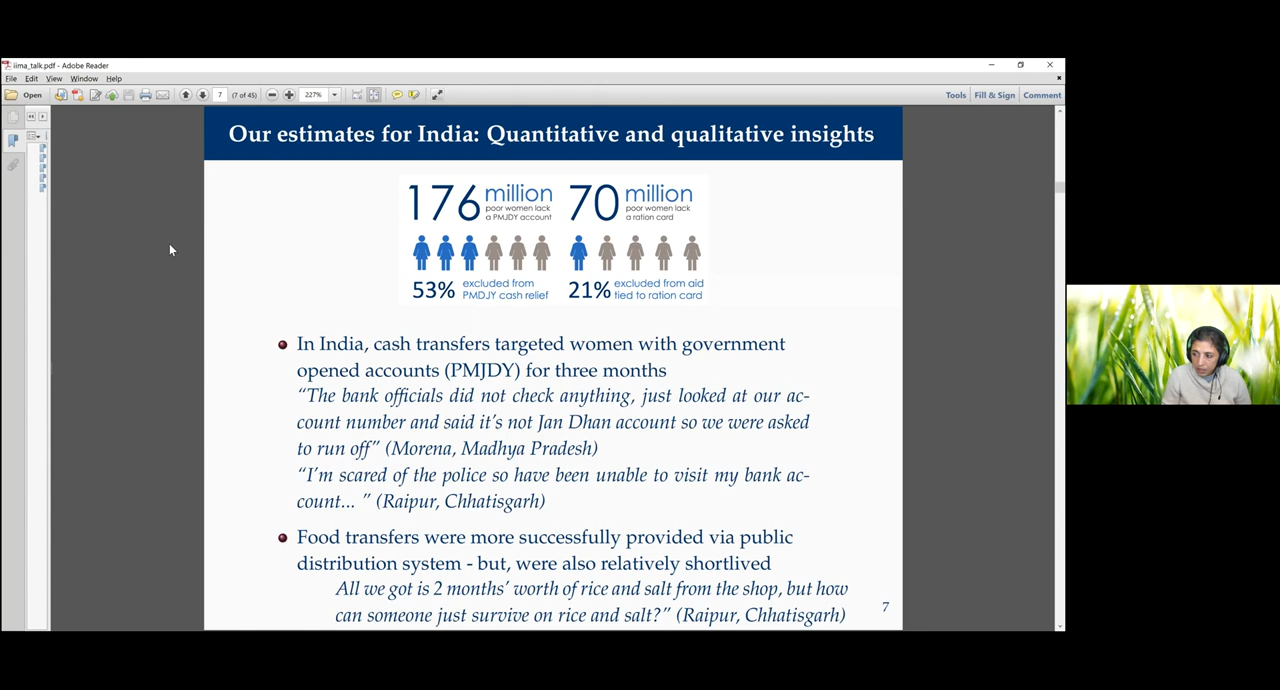 iima_talk.pdf - Adobe Reader
File Edit View Window Help
Open 7 (7 of 45) 227% Tools Fill & Sign Comment
Our estimates for India: Quantitative and qualitative insights
176 million poor women lack a PMJDY account
70 million poor women lack a ration card
53% excluded from PMDJY cash relief
21% excluded from aid tied to ration card
In India, cash transfers targeted women with government
opened accounts (PMJDY) for three months
“The bank officials did not check anything, just looked at our ac-
count number and said it’s not Jan Dhan account so we were asked
to run off” (Morena, Madhya Pradesh)
“I’m scared of the police so have been unable to visit my bank ac-
count... ” (Raipur, Chhatisgarh)
Food transfers were more successfully provided via public
distribution system - but, were also relatively shortlived
All we got is 2 months’ worth of rice and salt from the shop, but how
can someone just survive on rice and salt?” (Raipur, Chhatisgarh)
7